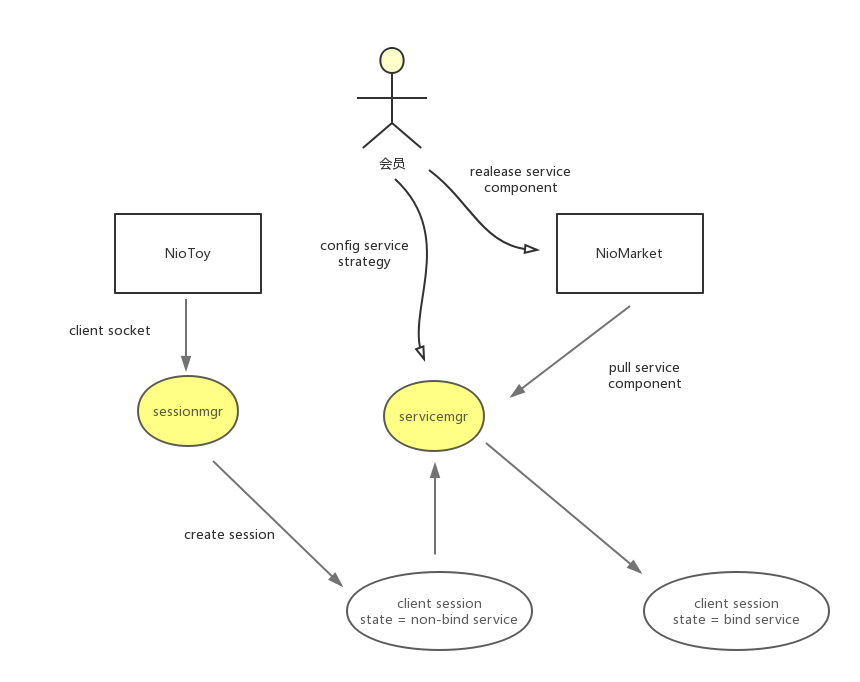 会员
realease service
component
config service
strategy
NioToy
NioMarket
client socket
pull service
component
sessionmgr
servicemgr
create session
client session
state = non-bind service
client session
state = bind service